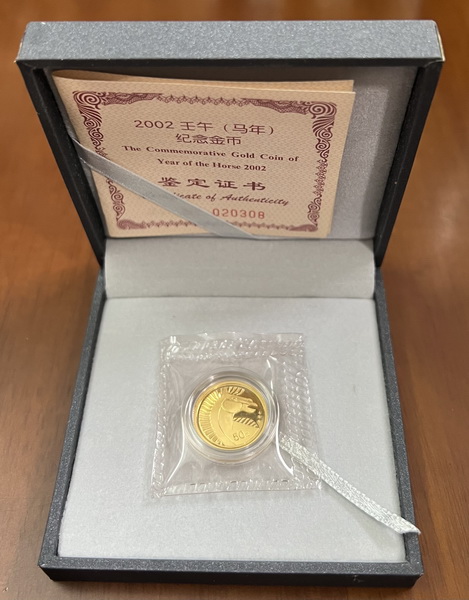 2002 壬午（马年）
纪念金币
The Commemorative Gold Coin of
Year of the Horse 2002
鉴定证书
of Authenticity
020308
50